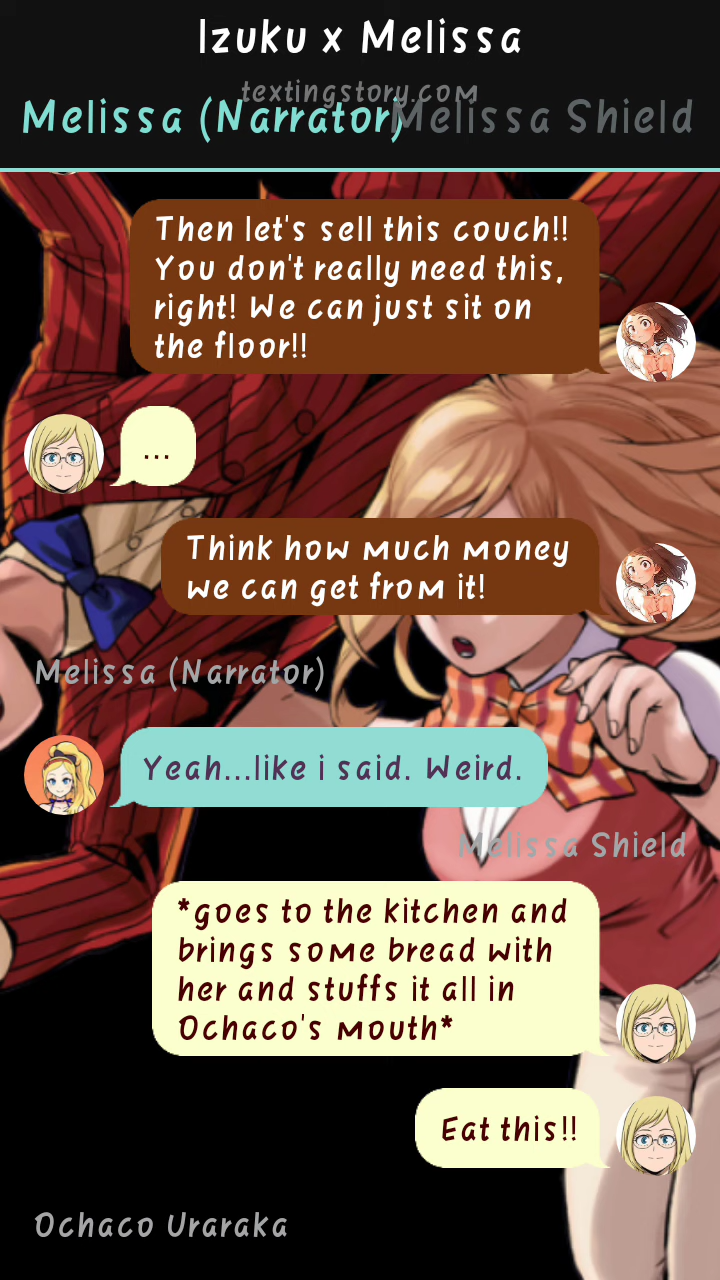 Izuku x Melissa
textingstory.com
Melissa (Narrator)
Melissa Shield
Then let's sell this couch!!
You don't really need this,
right! We can just sit on
the floor!!
...
Think how much money
we can get from it!
Melissa (Narrator)
Yeah...like i said. Weird.
Melissa Shield
*goes to the kitchen and
brings some bread with
her and stuffs it all in
Ochaco's mouth*
Eat this!!
Ochaco Uraraka